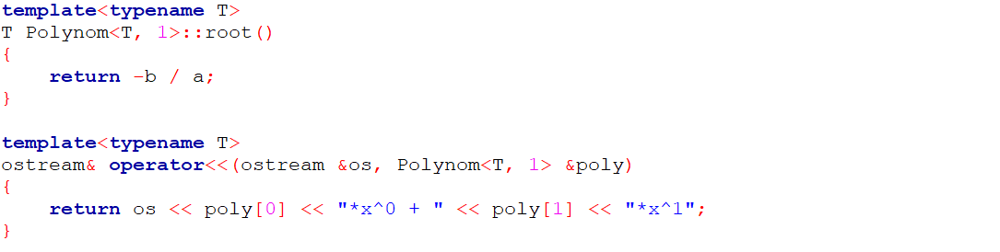 template<typename T>
T Polynom<T, 1>::root()
{
    return -b / a;
}

template<typename T>
ostream& operator<<(ostream &os, Polynom<T, 1> &poly)
{
    return os << poly[0] << "*x^0 + " << poly[1] << "*x^1";
}